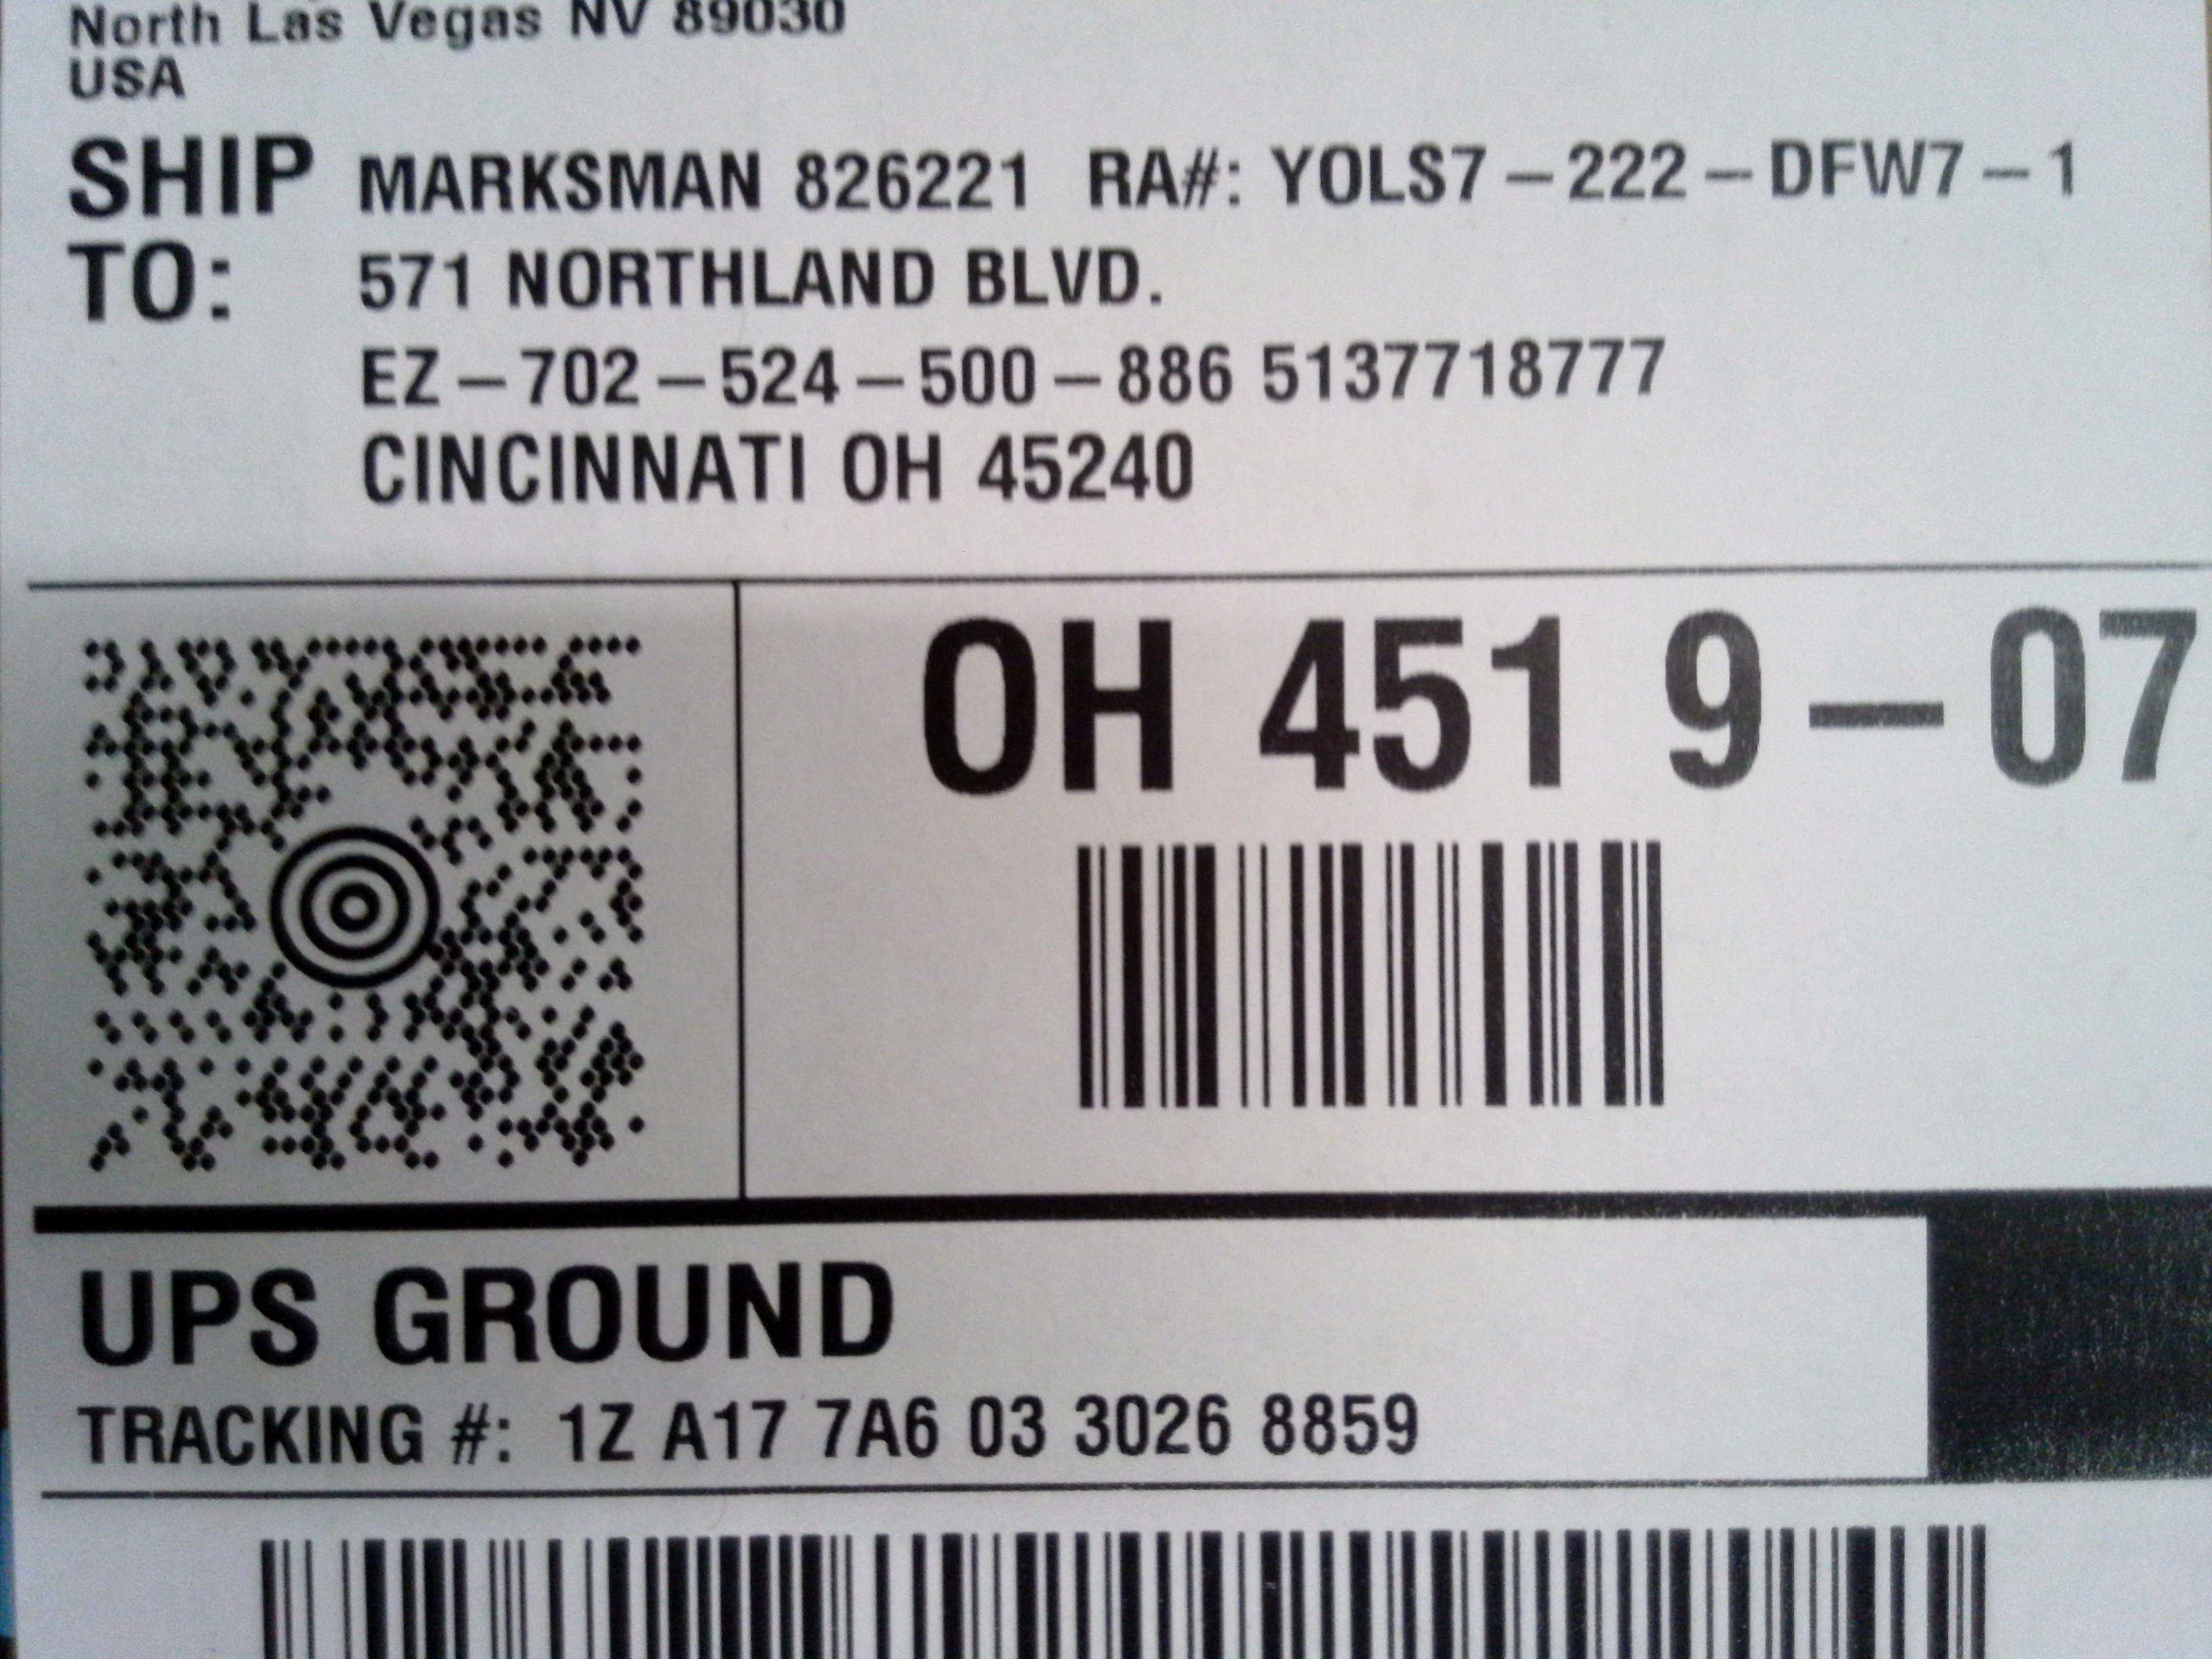 North Las Vegas NV 89030
USA
SHIP TO: MARKSMAN 826221 RA#: YOLS7-222-DFW7-1
571 NORTHLAND BLVD.
EZ-702-524-500-886 5137718777
CINCINNATI OH 45240
OH 451 9-07
UPS GROUND
TRACKING #: 1Z A17 7A6 03 3026 8859